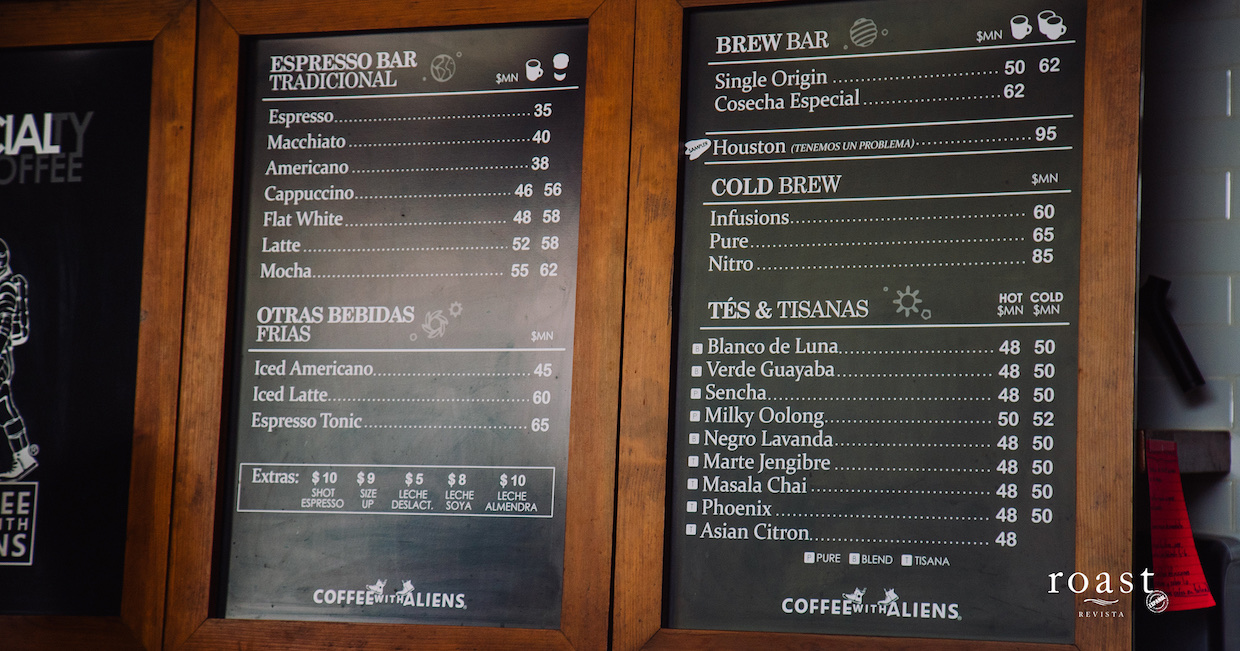 CIALTY
OFFEE
EE
WITH
NS
ESPRESSO BAR
TRADICIONAL
$MN
Espresso 35
Macchiato 40
Americano 38
Cappuccino 46 56
Flat White 48 58
Latte 52 58
Mocha 55 62
OTRAS BEBIDAS
FRIAS
$MN
Iced Americano 45
Iced Latte 60
Espresso Tonic 65
Extras: $10 $9 $5 $8 $10
SHOT SIZE LECHE LECHE LECHE
ESPRESSO UP DESLACT. SOYA ALMENDRA
COFFEE WITH ALIENS
BREW BAR
$MN
Single Origin 50 62
Cosecha Especial 62
SAMPLER
Houston (TENEMOS UN PROBLEMA) 95
COLD BREW
$MN
Infusions 60
Pure 65
Nitro 85
TÉS & TISANAS
HOT COLD
$MN $MN
B Blanco de Luna 48 50
B Verde Guayaba 48 50
P Sencha 48 50
P Milky Oolong 50 52
B Negro Lavanda 48 50
T Marte Jengibre 48 50
T Masala Chai 48 50
T Phoenix 48 50
T Asian Citron 48
P PURE B BLEND T TISANA
COFFEE WITH ALIENS
roast
REVISTA